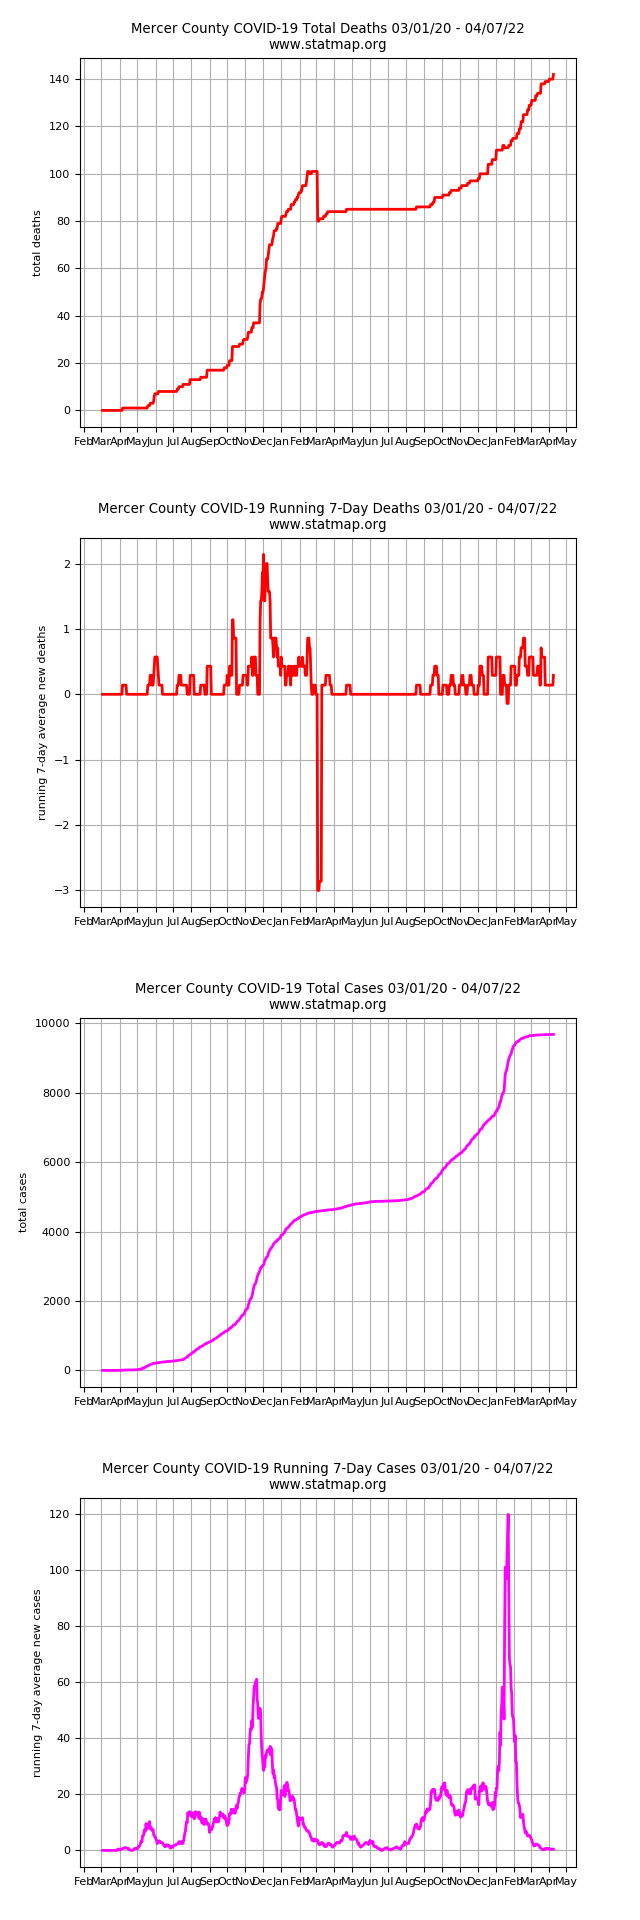 Mercer County COVID-19 Total Deaths 03/01/20 - 04/07/22
www.statmap.org
total deaths
140
120
100
80
60
40
20
0
Feb Mar Apr May Jun Jul Aug Sep Oct Nov Dec Jan Feb Mar Apr May Jun Jul Aug Sep Oct Nov Dec Jan Feb Mar Apr May
Mercer County COVID-19 Running 7-Day Deaths 03/01/20 - 04/07/22
www.statmap.org
running 7-day average new deaths
2
1
0
−1
−2
−3
Feb Mar Apr May Jun Jul Aug Sep Oct Nov Dec Jan Feb Mar Apr May Jun Jul Aug Sep Oct Nov Dec Jan Feb Mar Apr May
Mercer County COVID-19 Total Cases 03/01/20 - 04/07/22
www.statmap.org
total cases
10000
8000
6000
4000
2000
0
Feb Mar Apr May Jun Jul Aug Sep Oct Nov Dec Jan Feb Mar Apr May Jun Jul Aug Sep Oct Nov Dec Jan Feb Mar Apr May
Mercer County COVID-19 Running 7-Day Cases 03/01/20 - 04/07/22
www.statmap.org
running 7-day average new cases
120
100
80
60
40
20
0
Feb Mar Apr May Jun Jul Aug Sep Oct Nov Dec Jan Feb Mar Apr May Jun Jul Aug Sep Oct Nov Dec Jan Feb Mar Apr May